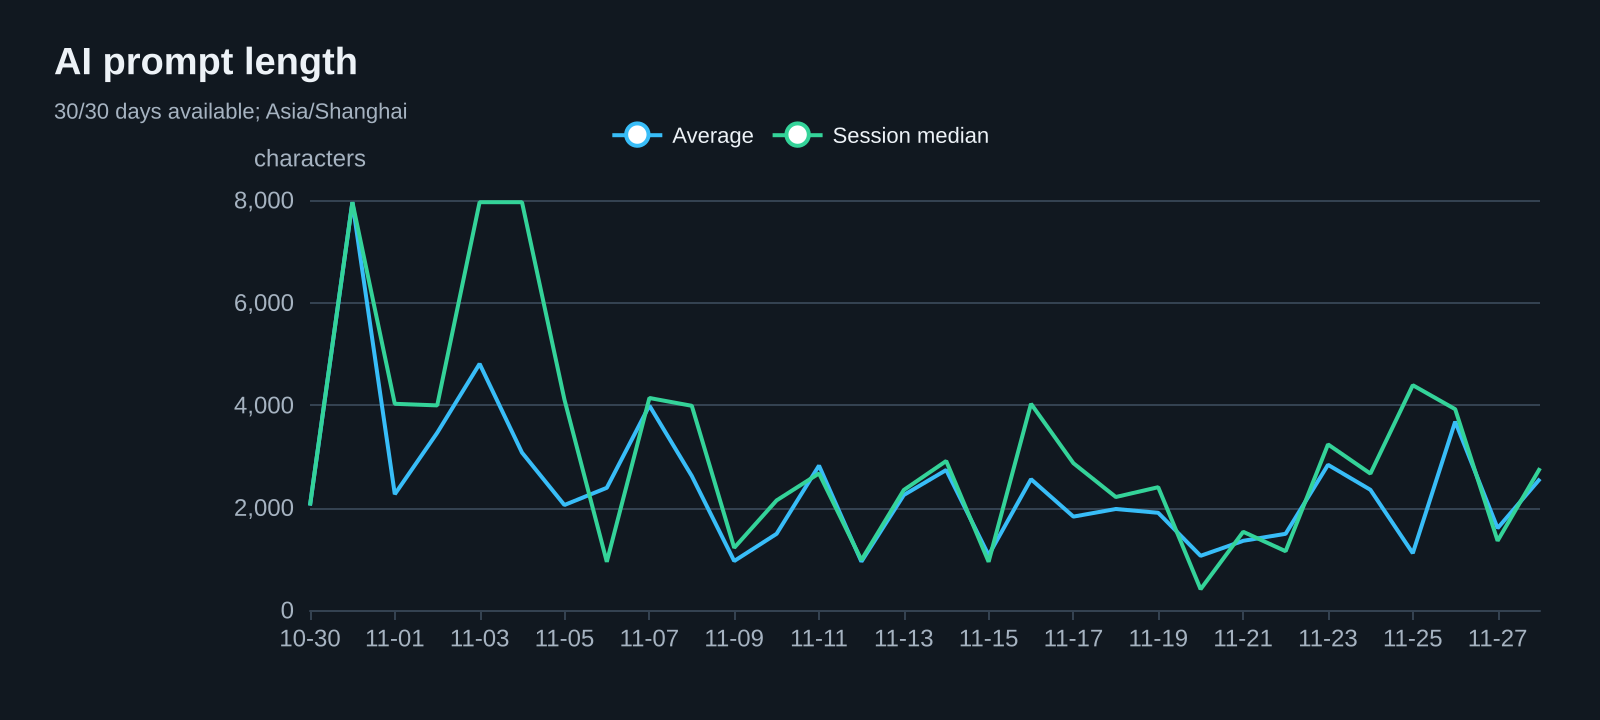 AI prompt length
30/30 days available; Asia/Shanghai
Average
Session median
characters
8,000
6,000
4,000
2,000
0
10-30 11-01 11-03 11-05 11-07 11-09 11-11 11-13 11-15 11-17 11-19 11-21 11-23 11-25 11-27